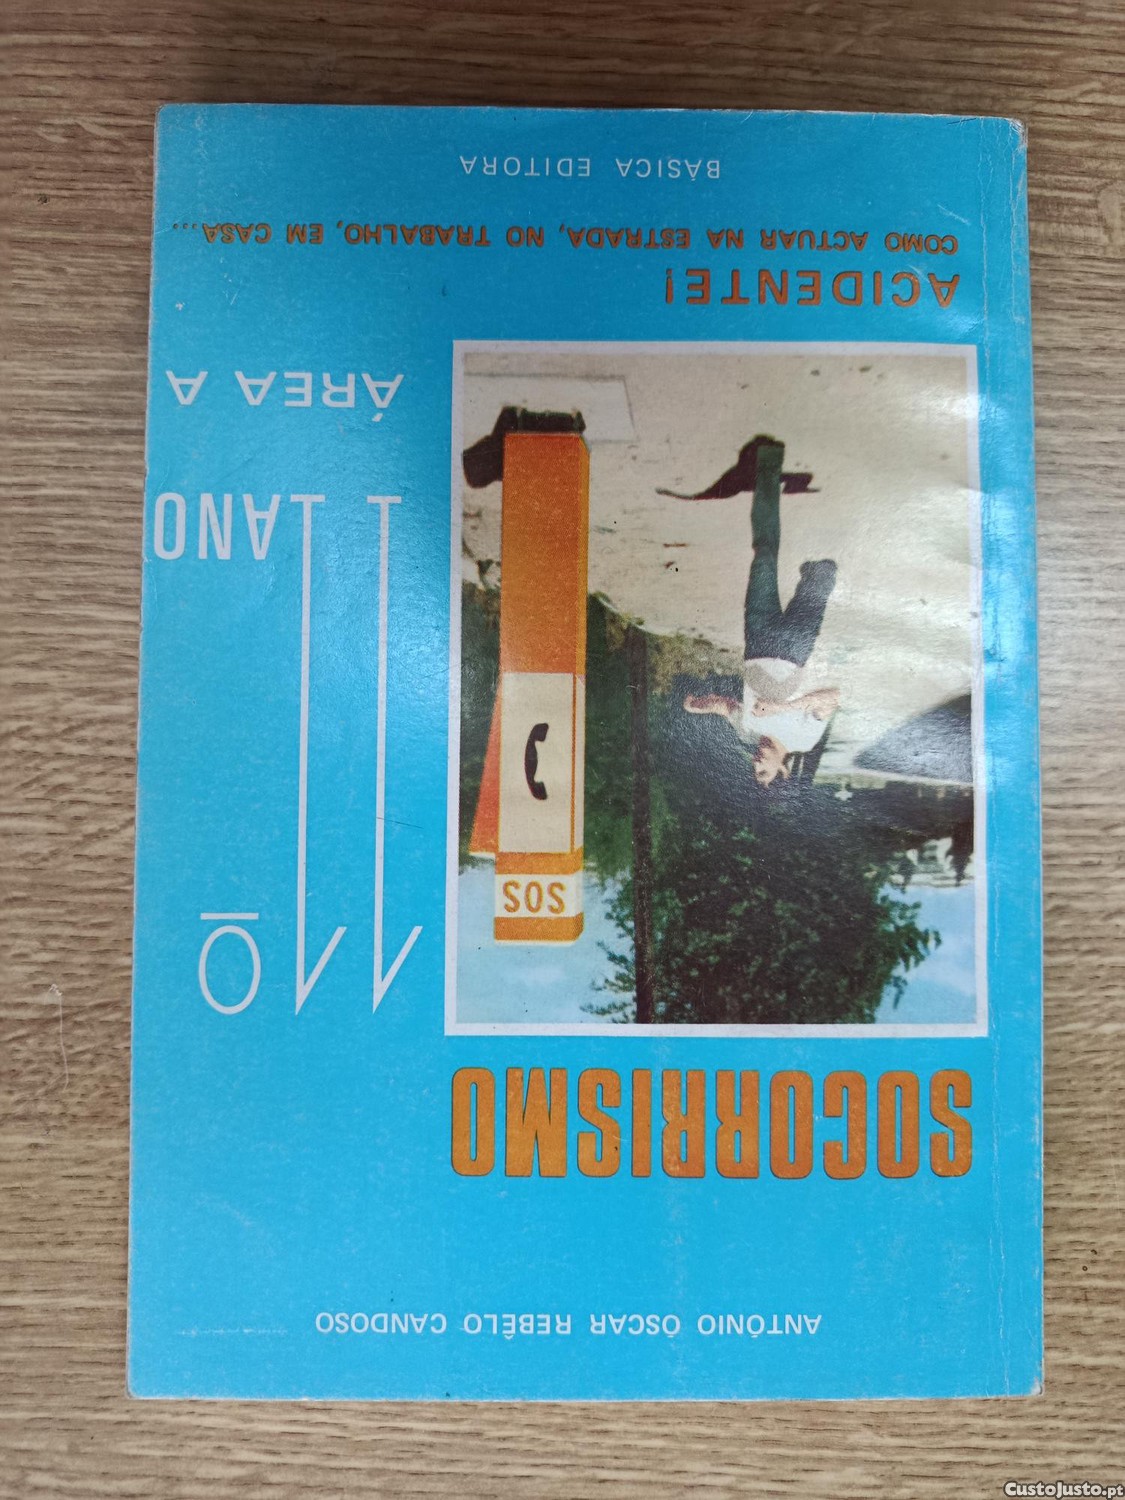 ANTÓNIO ÓSCAR REBÊLO CANDOSO
SOCORRISMO
SOS
11º
ANO
ÁREA A
ACIDENTE!
COMO ACTUAR NA ESTRADA, NO TRABALHO, EM CASA...
BÁSICA EDITORA
CustoJusto.pt